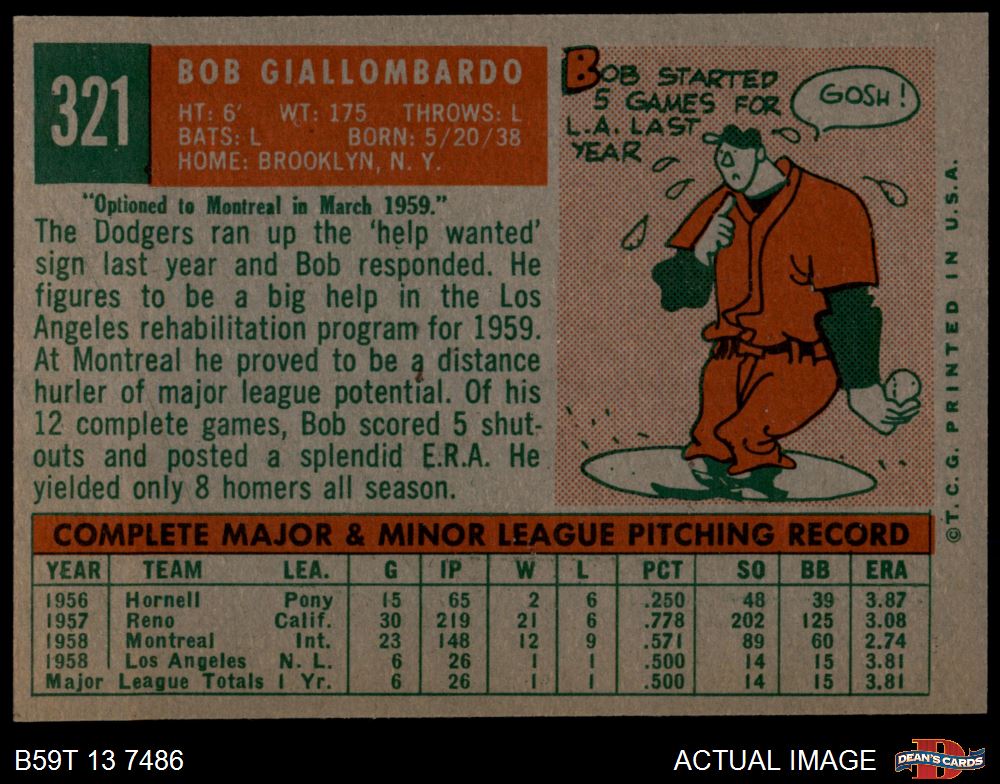 321
BOB GIALLOMBARDO
HT: 6' WT: 175 THROWS: L
BATS: L BORN: 5/20/38
HOME: BROOKLYN, N. Y.
"Optioned to Montreal in March 1959."
The Dodgers ran up the 'help wanted'
sign last year and Bob responded. He
figures to be a big help in the Los
Angeles rehabilitation program for 1959.
At Montreal he proved to be a distance
hurler of major league potential. Of his
12 complete games, Bob scored 5 shut-
outs and posted a splendid E.R.A. He
yielded only 8 homers all season.
BOB STARTED
5 GAMES FOR
L.A. LAST
YEAR
GOSH!
©T.C.G. PRINTED IN U.S.A.
COMPLETE MAJOR & MINOR LEAGUE PITCHING RECORD
YEAR TEAM LEA. G IP W L PCT SO BB ERA
1956 Hornell Pony 15 65 2 6 .250 48 39 3.87
1957 Reno Calif. 30 219 21 6 .778 202 125 3.08
1958 Montreal Int. 23 148 12 9 .571 89 60 2.74
1958 Los Angeles N. L. 6 26 1 1 .500 14 15 3.81
Major League Totals 1 Yr. 6 26 1 1 .500 14 15 3.81
B59T 13 7486
ACTUAL IMAGE
D
DEAN'S CARDS